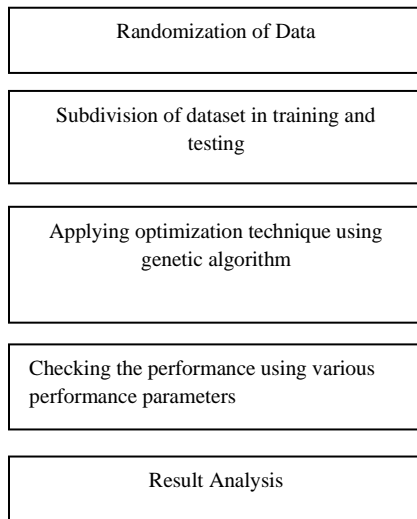 Randomization of Data
Subdivision of dataset in training and
testing
Applying optimization technique using
genetic algorithm
Checking the performance using various
performance parameters
Result Analysis